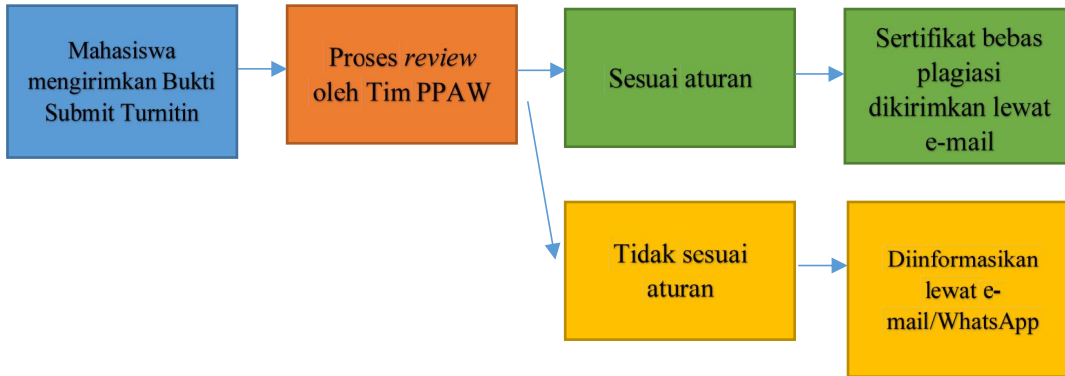 Mahasiswa
mengirimkan Bukti
Submit Turnitin
Proses review
oleh Tim PPAW
Sesuai aturan
Sertifikat bebas
plagiasi
dikirimkan lewat
e-mail
Tidak sesuai
aturan
Diinformasikan
lewat e-
mail/WhatsApp